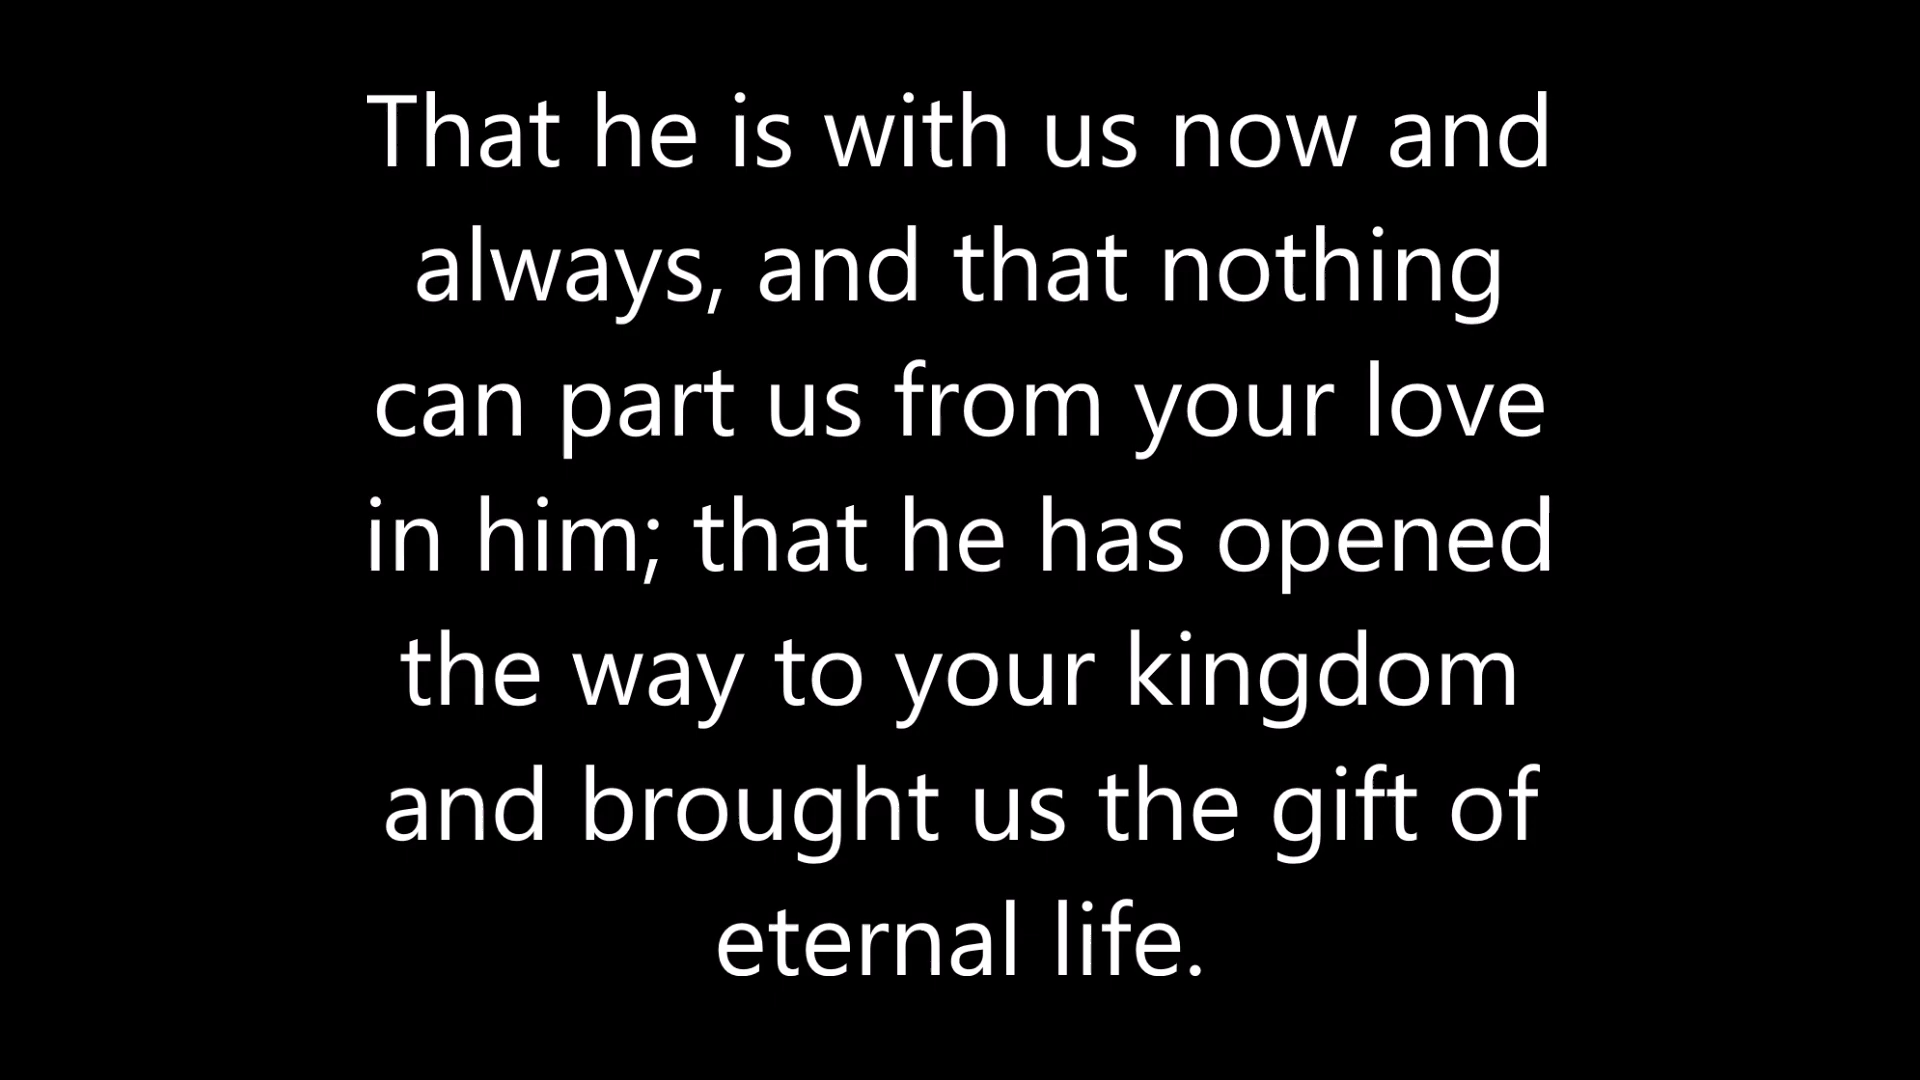 That he is with us now and
always, and that nothing
can part us from your love
in him; that he has opened
the way to your kingdom
and brought us the gift of
eternal life.